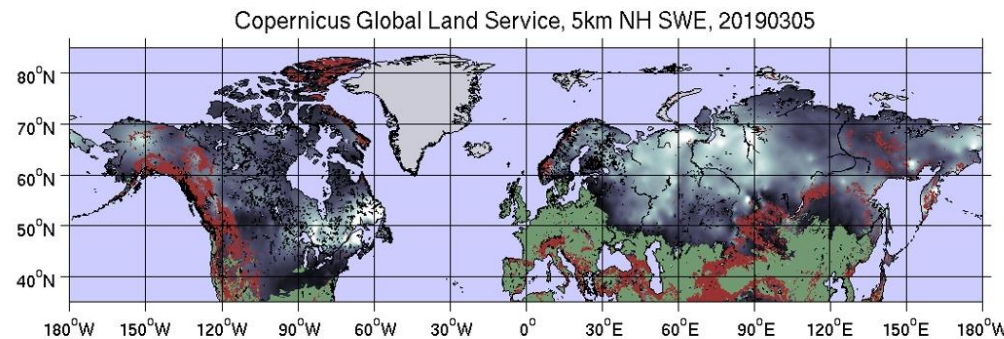 Copernicus Global Land Service, 5km NH SWE, 20190305
80°N
70°N
60°N
50°N
40°N
180°W 150°W 120°W 90°W 60°W 30°W 0° 30°E 60°E 90°E 120°E 150°E 180°W